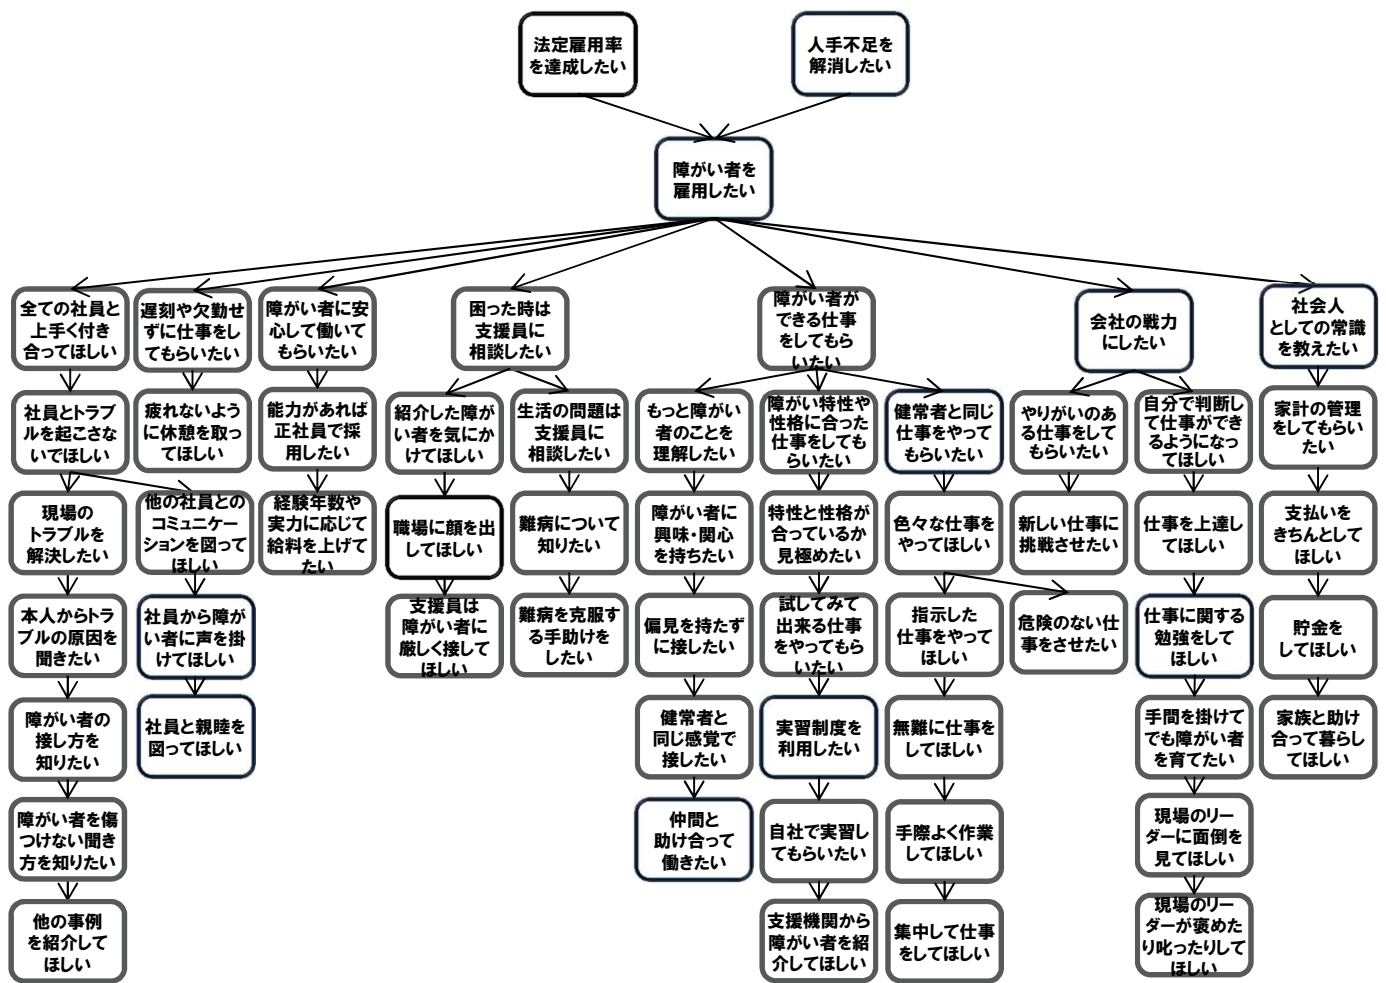 法定雇用率
を達成したい
人手不足を
解消したい
障がい者を
雇用したい
全ての社員と
上手く付き
合ってほしい
遅刻や欠勤せ
ずに仕事をし
てもらいたい
障がい者に安
心して働いて
もらいたい
困った時は
支援員に
相談したい
障がい者が
できる仕事
をしてもら
いたい
会社の戦力
にしたい
社会人
としての常識
を教えたい
社員とトラブ
ルを起こさな
いでほしい
疲れないよう
に休憩を取っ
てほしい
能力があれば
正社員で採
用したい
紹介した障が
い者を気にか
けてほしい
生活の問題は
支援員に
相談したい
もっと障がい
者のことを
理解したい
障がい特性や
性格に合った
仕事をしても
らいたい
健常者と同じ
仕事をやって
もらいたい
やりがいのあ
る仕事をして
もらいたい
自分で判断し
て仕事ができ
るようになっ
てほしい
家計の管理
をしてもらい
たい
現場の
トラブルを
解決したい
他の社員との
コミュニケー
ションを図って
ほしい
経験年数や
実力に応じて
給料を上げて
たい
職場に顔を出
してほしい
難病について
知りたい
障がい者に
興味・関心
を持ちたい
特性と性格が
合っているか
見極めたい
色々な仕事を
やってほしい
新しい仕事に
挑戦させたい
仕事を上達し
てほしい
支払いを
きちんとして
ほしい
本人からトラ
ブルの原因を
聞きたい
社員から障が
い者に声を掛
けてほしい
支援員は
障がい者に
厳しく接して
ほしい
難病を克服す
る手助けを
したい
偏見を持たず
に接したい
試してみて
出来る仕事
をやってもら
いたい
指示した
仕事をやって
ほしい
危険のない仕
事をさせたい
仕事に関する
勉強をして
ほしい
貯金を
してほしい
障がい者の
接し方を
知りたい
社員と親睦を
図ってほしい
健常者と
同じ感覚で
接したい
実習制度を
利用したい
無難に仕事を
してほしい
手間を掛けて
でも障がい者
を育てたい
家族と助け
合って暮らし
てほしい
障がい者を傷
つけない聞き
方を知りたい
仲間と
助け合って
働きたい
自社で実習し
てもらいたい
手際よく作業
してほしい
現場のリー
ダーに面倒を
見てほしい
他の事例
を紹介して
ほしい
支援機関から
障がい者を紹
介してほしい
集中して仕事
をしてほしい
現場のリー
ダーが褒めた
り叱ったりして
ほしい